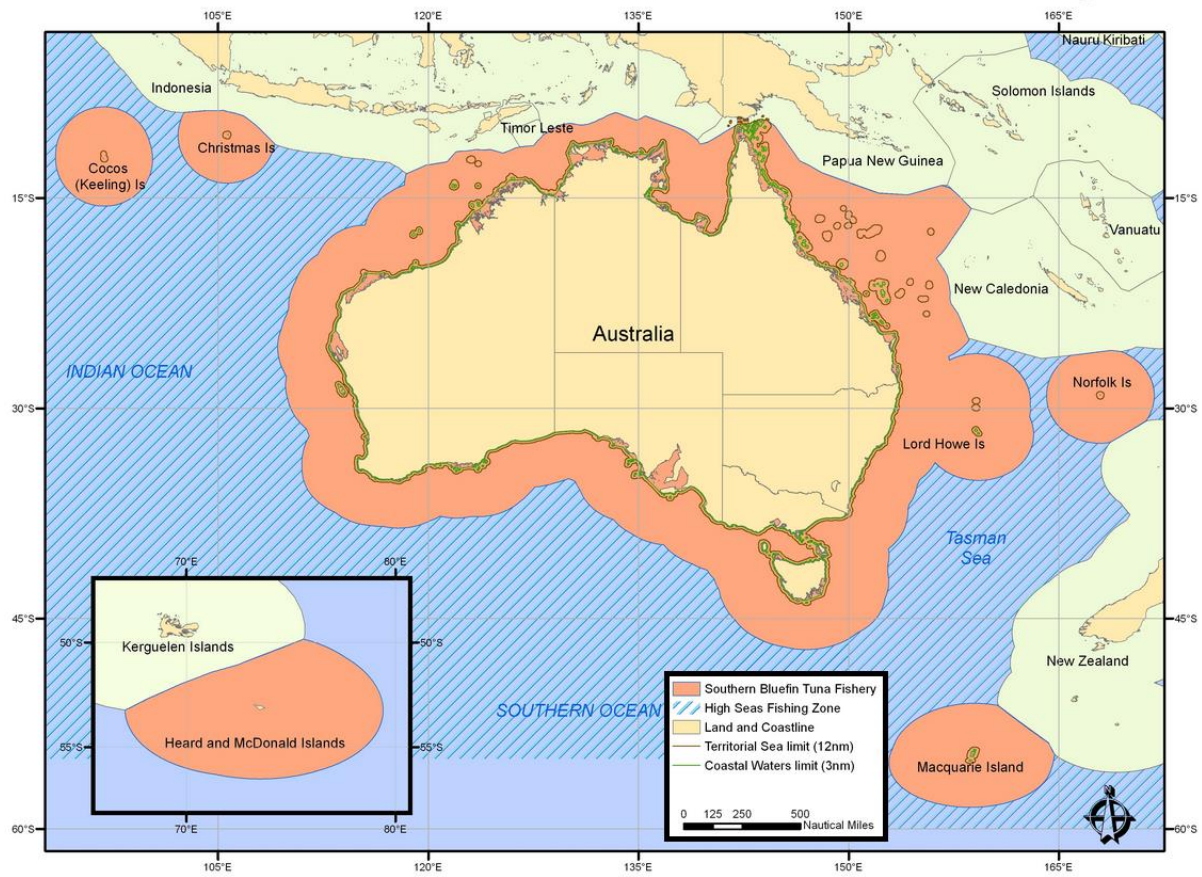 105°E 120°E 135°E 150°E 165°E
Nauru Kiribati
Indonesia
Solomon Islands
Timor Leste
Christmas Is
Papua New Guinea
Cocos
(Keeling) Is
15°S
15°S
Vanuatu
New Caledonia
Australia
INDIAN OCEAN
Norfolk Is
30°S
30°S
Lord Howe Is
Tasman
Sea
70°E 80°E
45°S
45°S
50°S
50°S
Kerguelen Islands
New Zealand
Southern Bluefin Tuna Fishery
High Seas Fishing Zone
SOUTHERN OCEAN
Land and Coastline
Heard and McDonald Islands
55°S
55°S
Territorial Sea limit (12nm)
Coastal Waters limit (3nm)
Macquarie Island
0 125 250 500
Nautical Miles
60°S
70°E 80°E
60°S
105°E 120°E 135°E 150°E 165°E